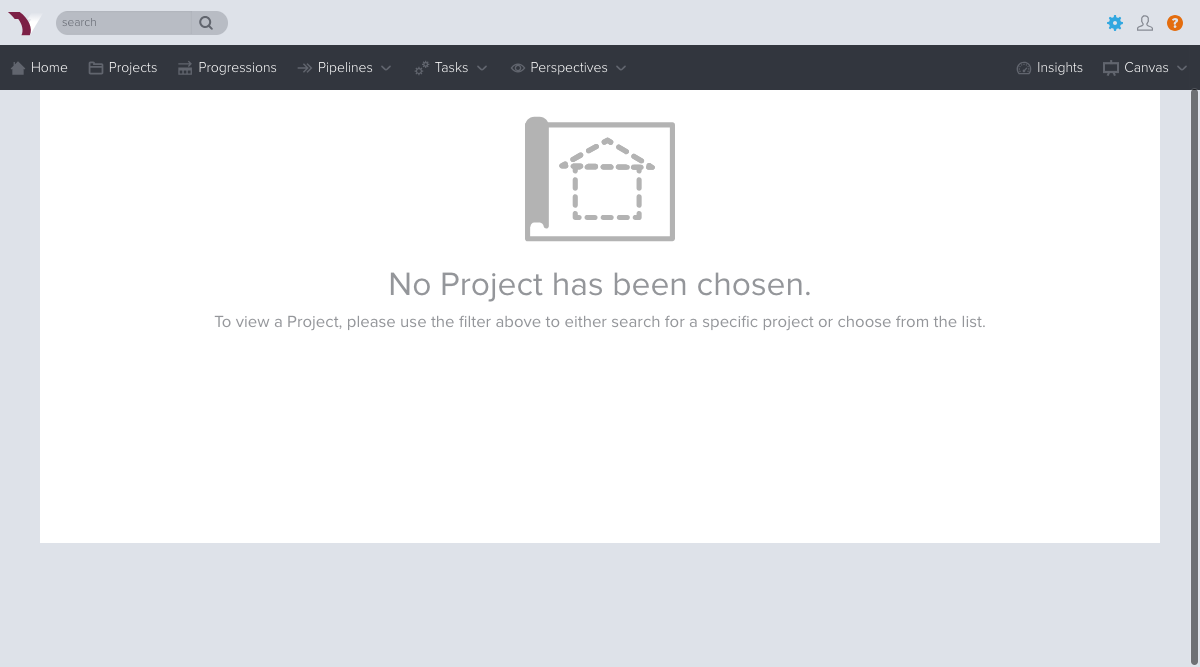 search
?
Home
Projects
Progressions
Pipelines
Tasks
Perspectives
Insights
Canvas
No Project has been chosen.
To view a Project, please use the filter above to either search for a specific project or choose from the list.